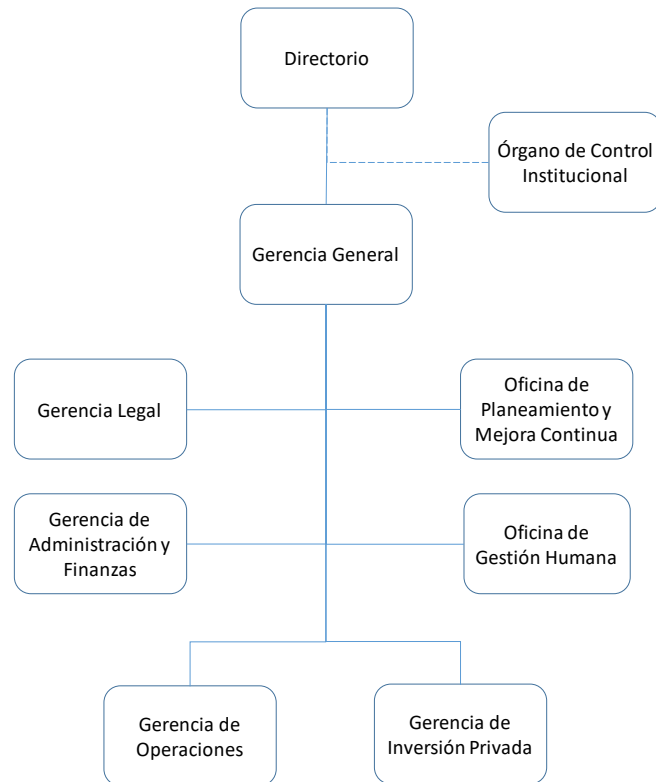 Directorio
Órgano de Control
Institucional
Gerencia General
Gerencia Legal
Oficina de
Planeamiento y
Mejora Continua
Gerencia de
Administración y
Finanzas
Oficina de
Gestión Humana
Gerencia de
Operaciones
Gerencia de
Inversión Privada